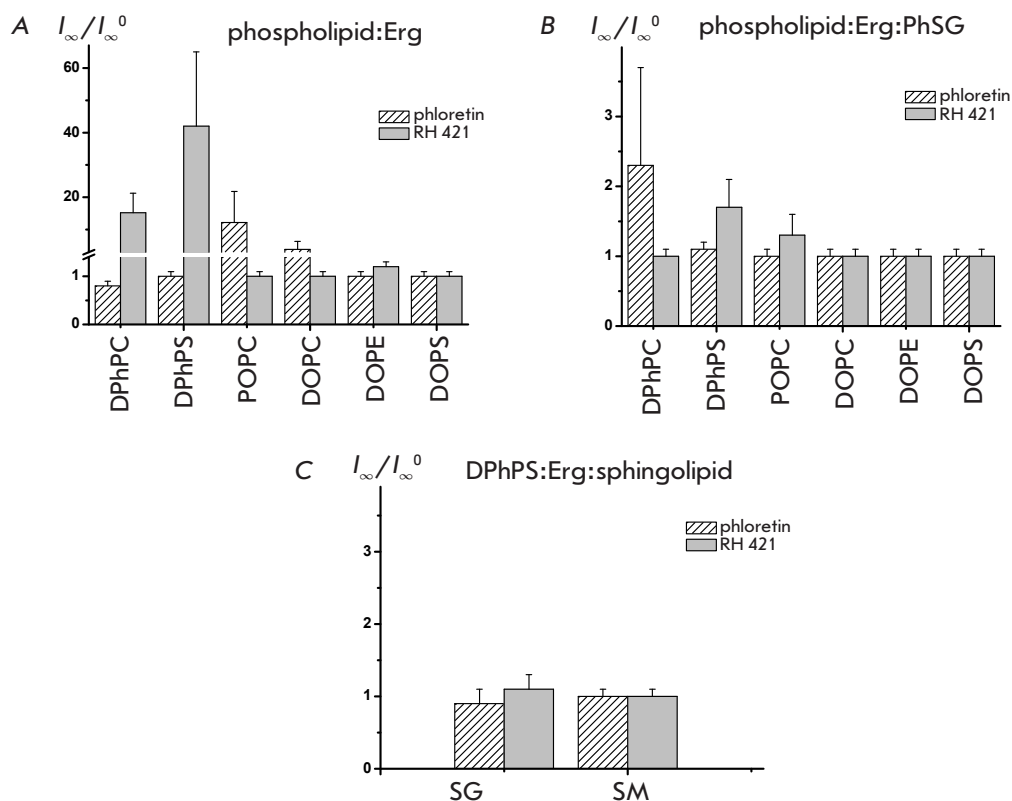 A I∞/I∞⁰ phospholipid:Erg
phloretin
RH 421
60
40
20
1
0
DPhPC DPhPS POPC DOPC DOPE DOPS
B I∞/I∞⁰ phospholipid:Erg:PhSG
phloretin
RH 421
3
2
1
0
DPhPC DPhPS POPC DOPC DOPE DOPS
C I∞/I∞⁰ DPhPS:Erg:sphingolipid
phloretin
RH 421
3
2
1
0
SG SM